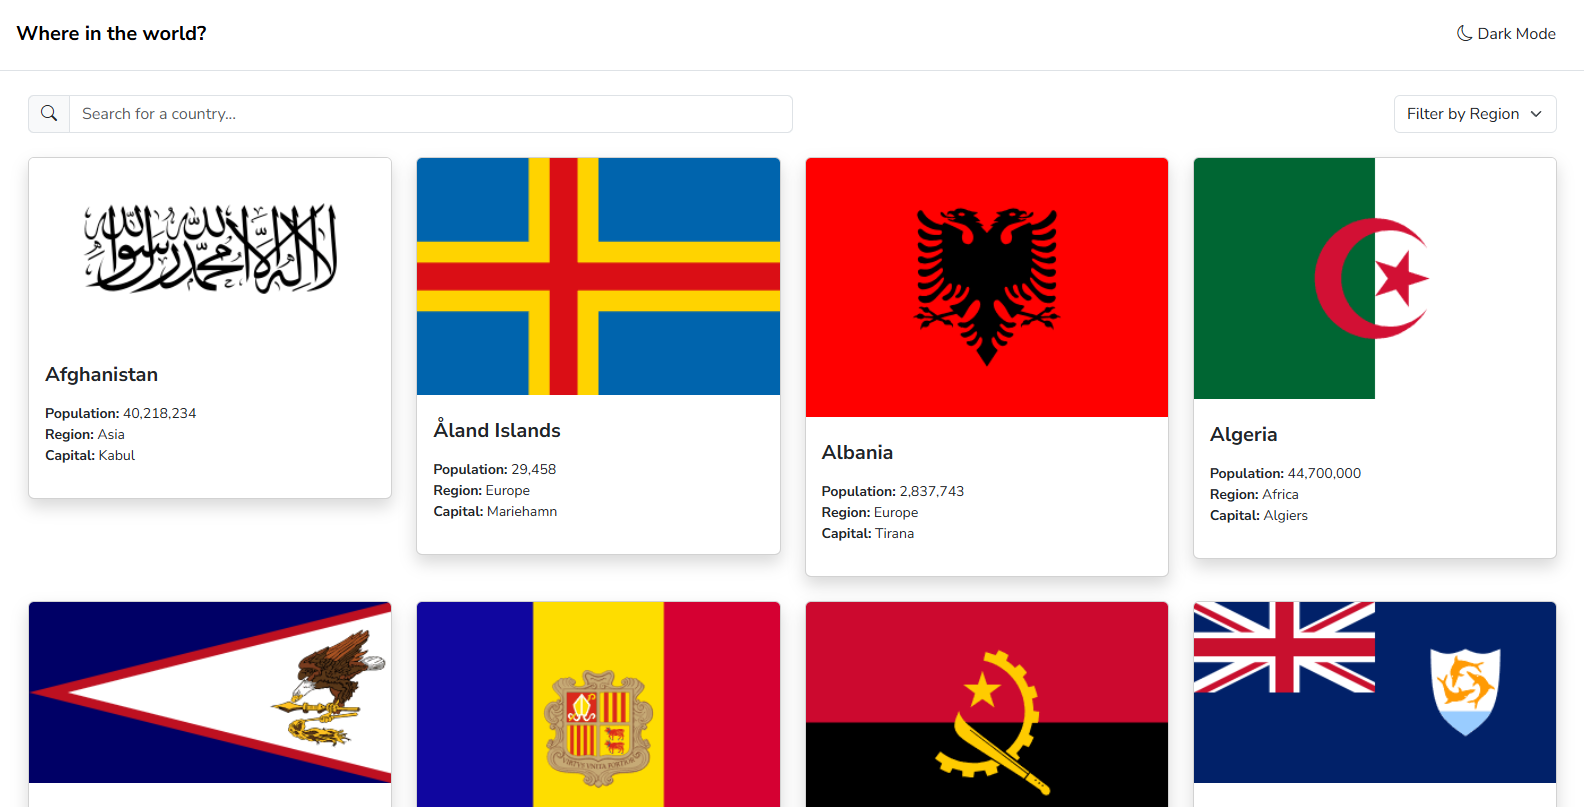 Where in the world?
Dark Mode
Search for a country...
Filter by Region
لا إله إلا الله محمد رسول الله
Afghanistan
Population: 40,218,234
Region: Asia
Capital: Kabul
Åland Islands
Population: 29,458
Region: Europe
Capital: Mariehamn
Albania
Population: 2,837,743
Region: Europe
Capital: Tirana
Algeria
Population: 44,700,000
Region: Africa
Capital: Algiers
VIRTVS VNITA FORTIOR